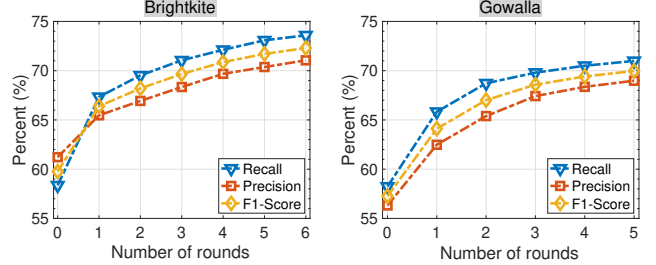 Brightkite
75
70
65
60
55
Percent (%)
Recall
Precision
F1-Score
0 1 2 3 4 5 6
Number of rounds
Gowalla
75
70
65
60
55
Percent (%)
Recall
Precision
F1-Score
0 1 2 3 4 5
Number of rounds